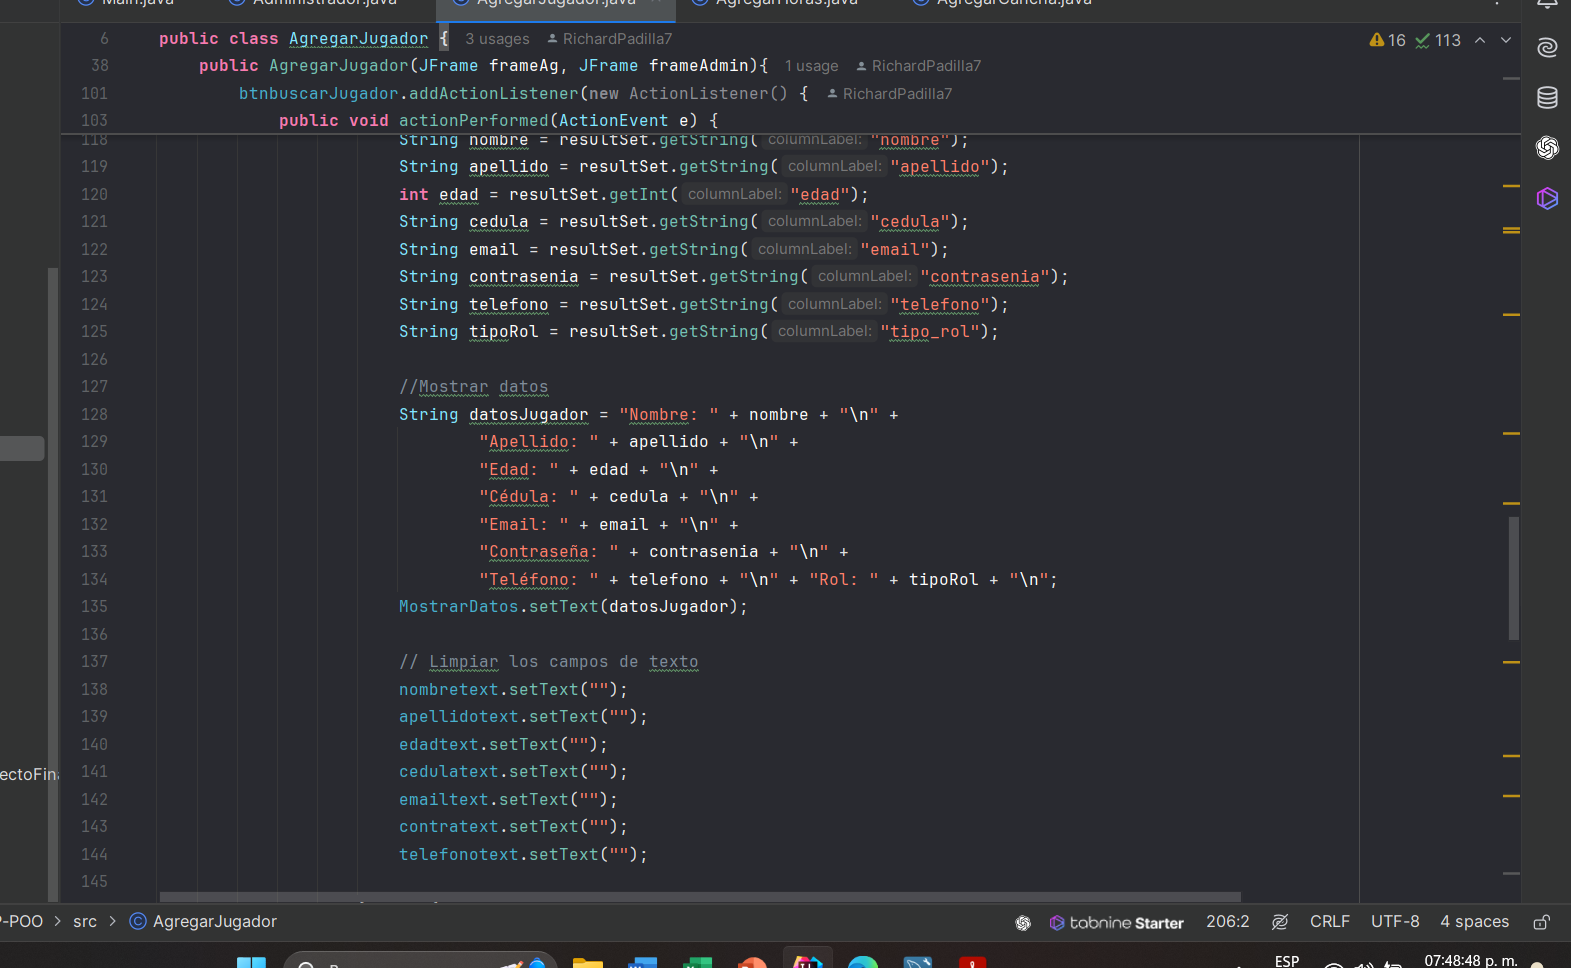 Main.java Administrador.java AgregarJugador.java AgregarHoras.java AgregarCancha.java
6 public class AgregarJugador { 3 usages RichardPadilla7 16 113
38 public AgregarJugador(JFrame frameAg, JFrame frameAdmin){ 1 usage RichardPadilla7
101 btnbuscarJugador.addActionListener(new ActionListener() { RichardPadilla7
103 public void actionPerformed(ActionEvent e) {
118 String nombre = resultSet.getString( columnLabel: "nombre");
119 String apellido = resultSet.getString( columnLabel: "apellido");
120 int edad = resultSet.getInt( columnLabel: "edad");
121 String cedula = resultSet.getString( columnLabel: "cedula");
122 String email = resultSet.getString( columnLabel: "email");
123 String contrasenia = resultSet.getString( columnLabel: "contrasenia");
124 String telefono = resultSet.getString( columnLabel: "telefono");
125 String tipoRol = resultSet.getString( columnLabel: "tipo_rol");
126
127 //Mostrar datos
128 String datosJugador = "Nombre: " + nombre + "\n" +
129 "Apellido: " + apellido + "\n" +
130 "Edad: " + edad + "\n" +
131 "Cédula: " + cedula + "\n" +
132 "Email: " + email + "\n" +
133 "Contraseña: " + contrasenia + "\n" +
134 "Teléfono: " + telefono + "\n" + "Rol: " + tipoRol + "\n";
135 MostrarDatos.setText(datosJugador);
136
137 // Limpiar los campos de texto
138 nombretext.setText("");
139 apellidotext.setText("");
140 edadtext.setText("");
141 cedulatext.setText("");
142 emailtext.setText("");
143 contratext.setText("");
144 telefonotext.setText("");
145
ectoFin
P-POO > src > AgregarJugador tabnine Starter 206:2 CRLF UTF-8 4 spaces
ESP 07:48:48 p. m.